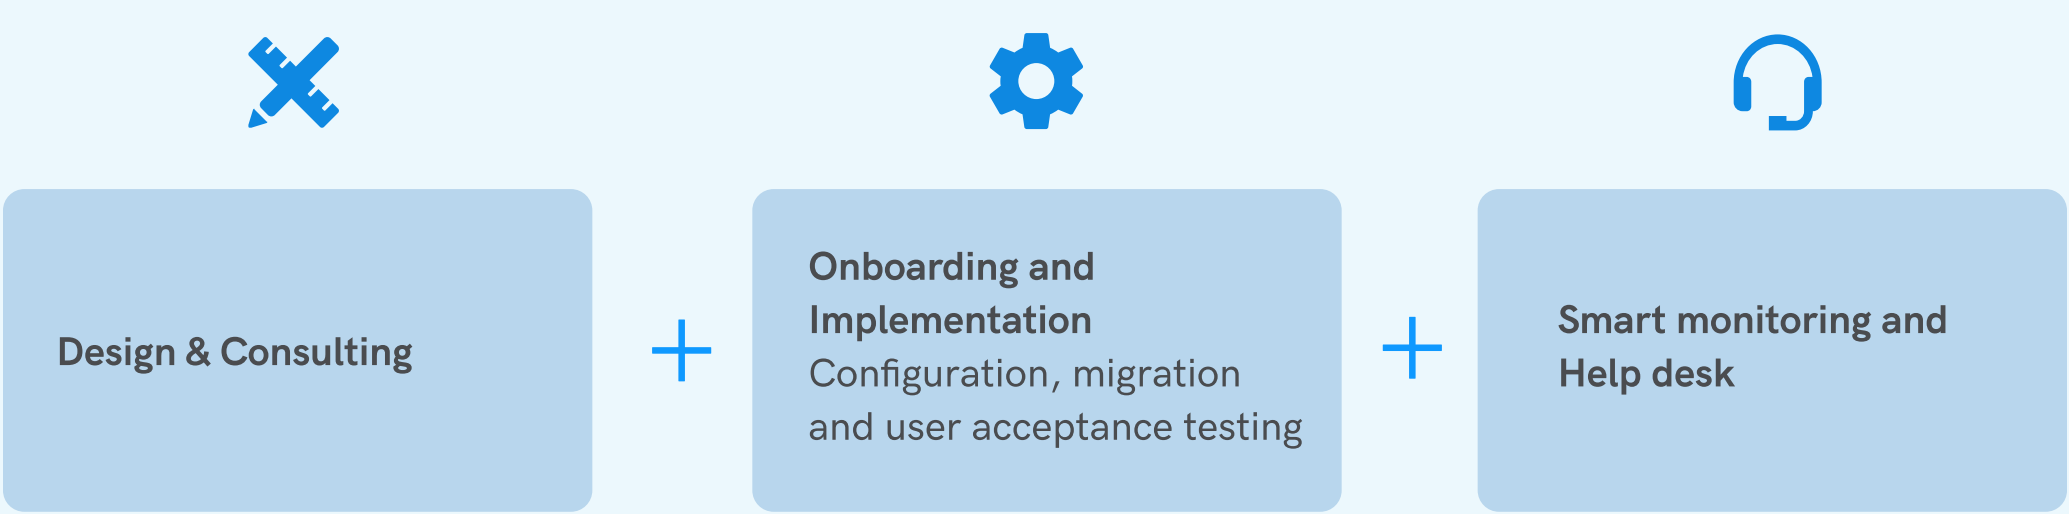 Design & Consulting
Onboarding and
Implementation
Configuration, migration
and user acceptance testing
Smart monitoring and
Help desk